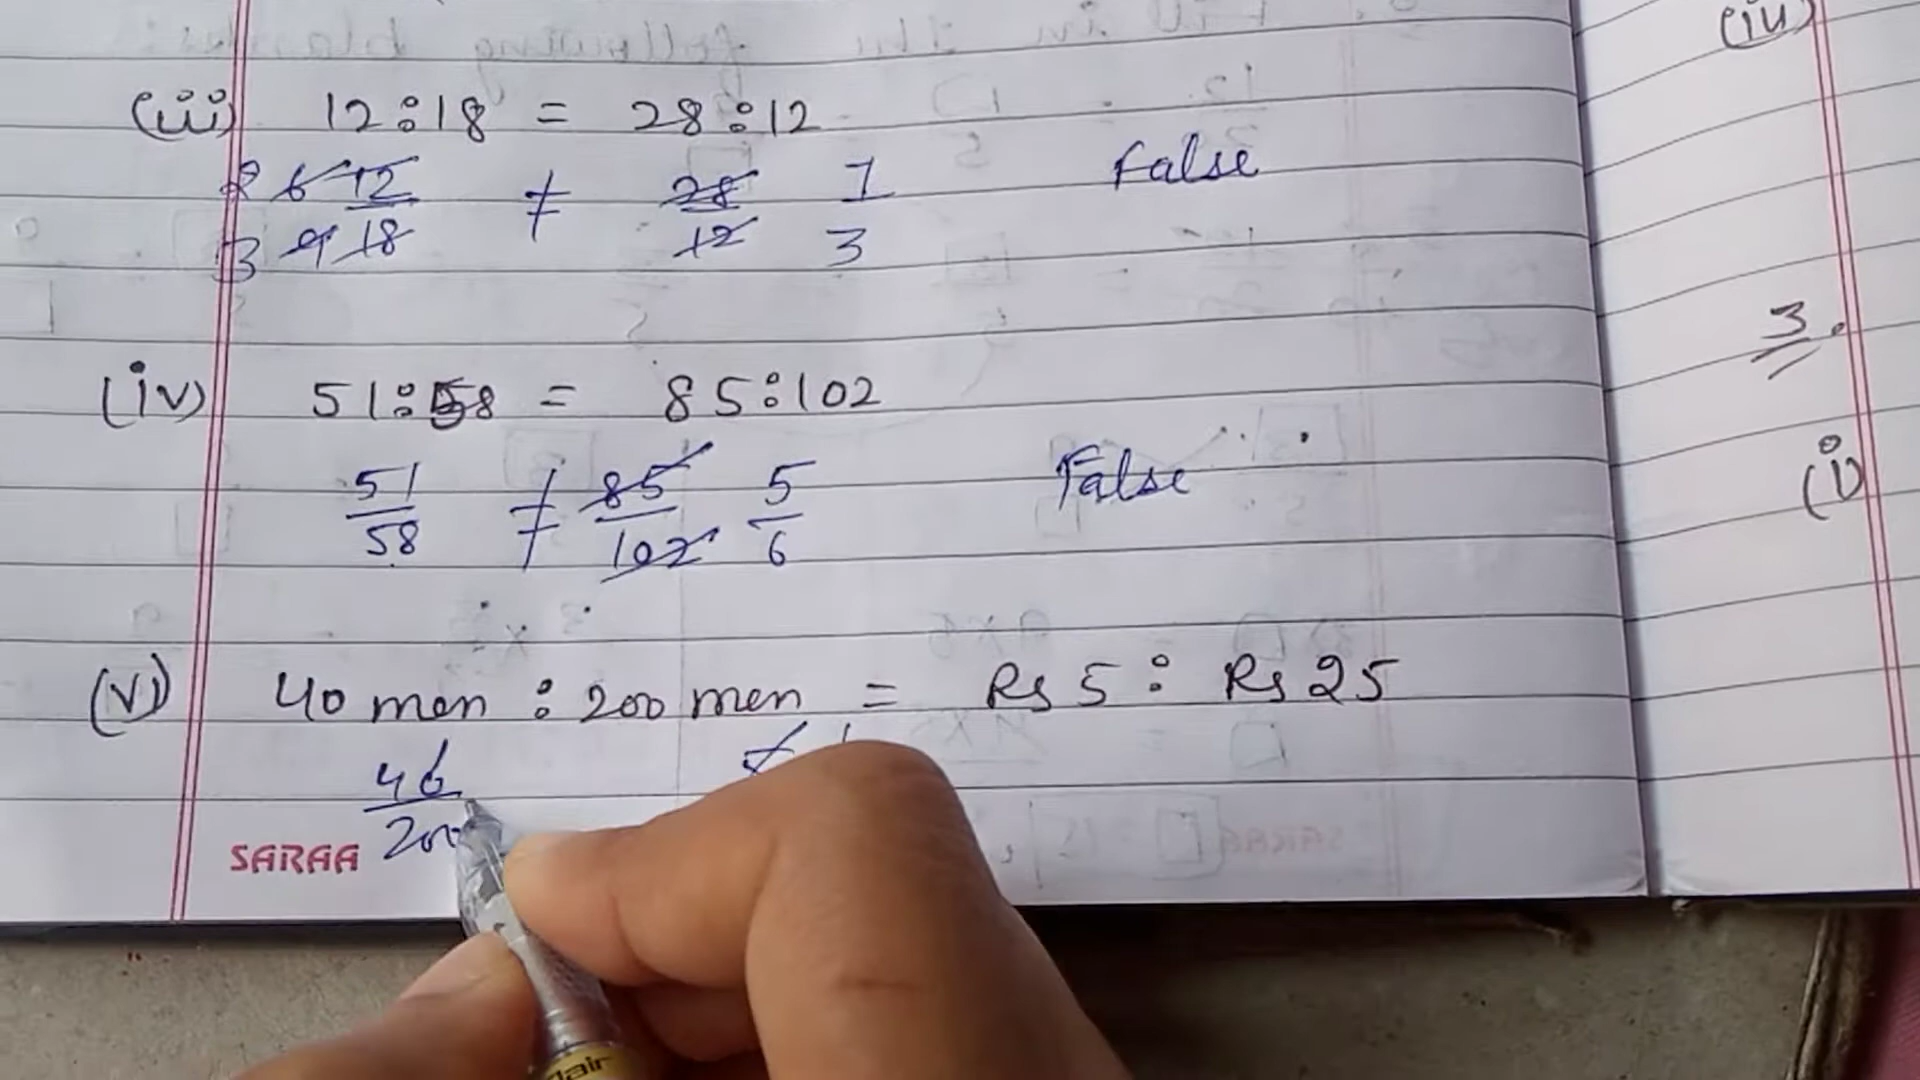 (iii) 12:18 = 28:12
2 6 12 ≠ 28 7 False
3 9 18 12 3
(iv) 51:58 = 85:102
51 ≠ 85 5 False
58 102 6
(v) 40 men : 200 men = Rs 5 : Rs 25
40
200
SARAA
(iv)
3.
(i)